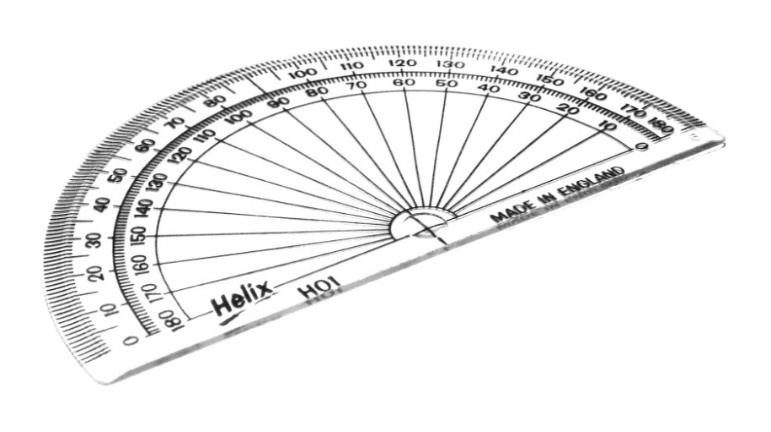 0 10 20 30 40 50 60 70 80 100 110 120 130 140 150 160 170 180
180 170 160 150 140 130 120 110 100 90 80 70 60 50 40 30 20 10 0
Helix H01 MADE IN ENGLAND